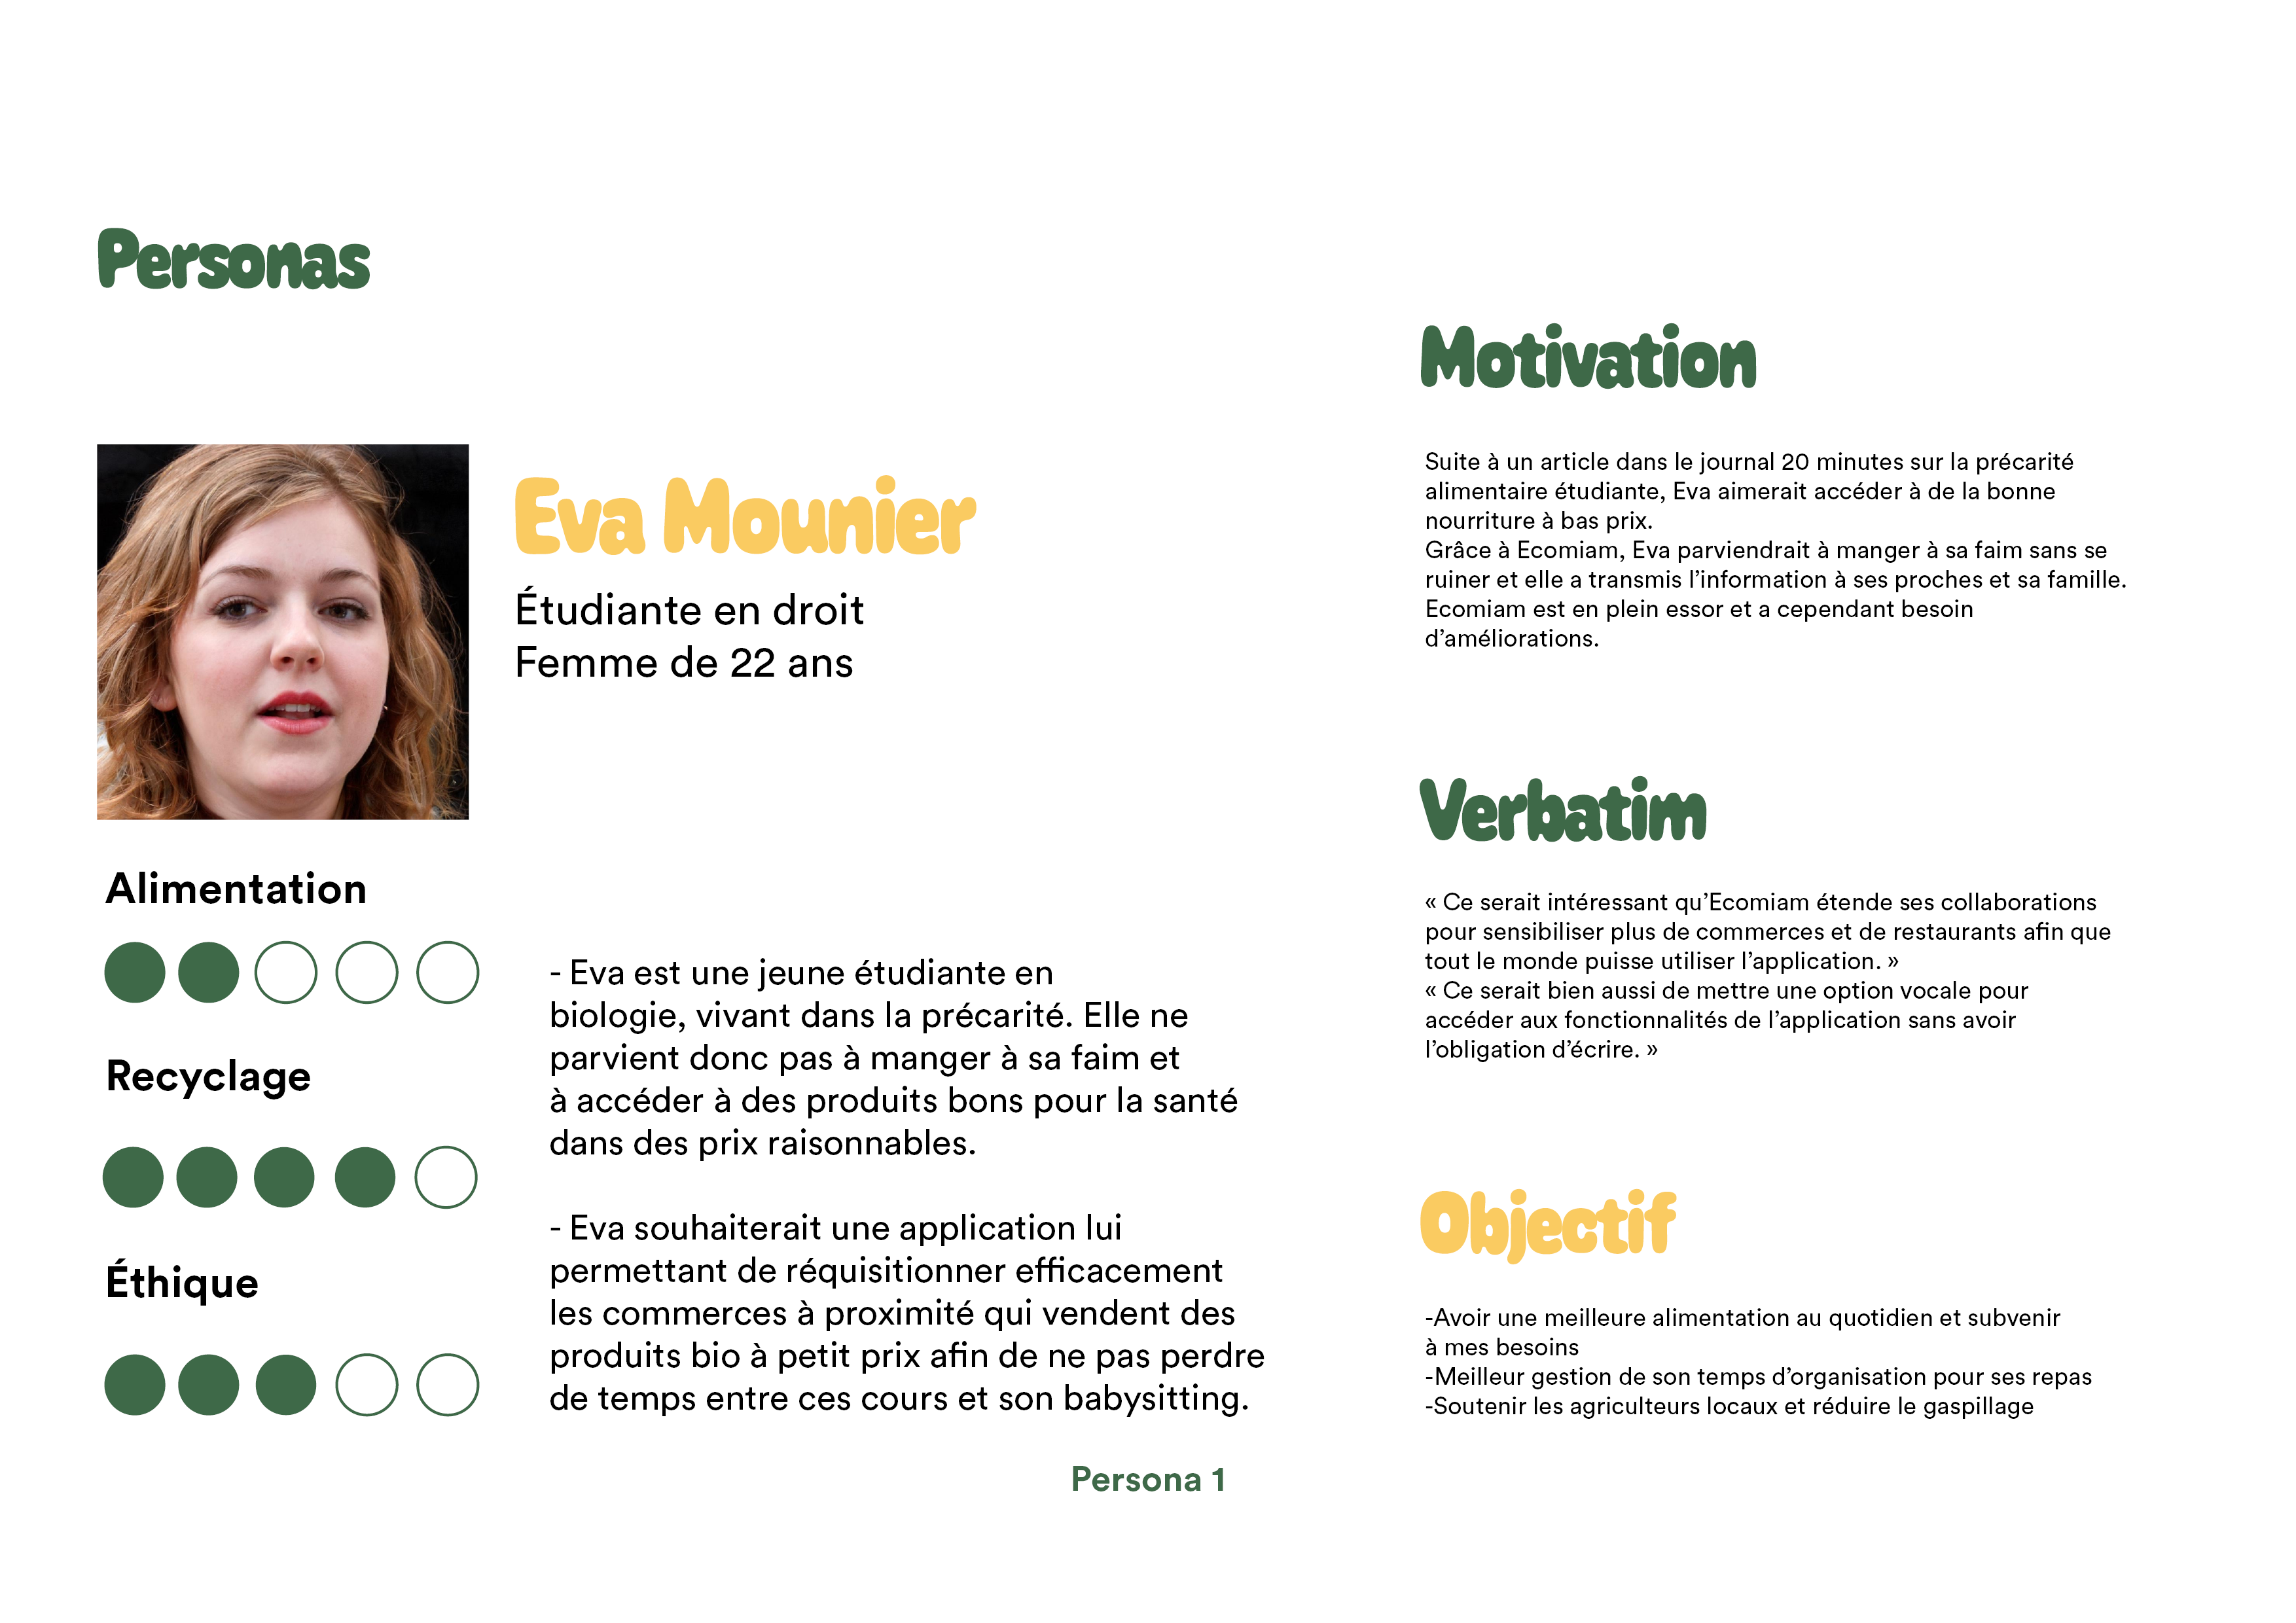 Personas
Eva Mounier
Étudiante en droit
Femme de 22 ans
Alimentation
Recyclage
Éthique
- Eva est une jeune étudiante en
biologie, vivant dans la précarité. Elle ne
parvient donc pas à manger à sa faim et
à accéder à des produits bons pour la santé
dans des prix raisonnables.
- Eva souhaiterait une application lui
permettant de réquisitionner efficacement
les commerces à proximité qui vendent des
produits bio à petit prix afin de ne pas perdre
de temps entre ces cours et son babysitting.
Persona 1
Motivation
Suite à un article dans le journal 20 minutes sur la précarité
alimentaire étudiante, Eva aimerait accéder à de la bonne
nourriture à bas prix.
Grâce à Ecomiam, Eva parviendrait à manger à sa faim sans se
ruiner et elle a transmis l’information à ses proches et sa famille.
Ecomiam est en plein essor et a cependant besoin
d’améliorations.
Verbatim
« Ce serait intéressant qu’Ecomiam étende ses collaborations
pour sensibiliser plus de commerces et de restaurants afin que
tout le monde puisse utiliser l’application. »
« Ce serait bien aussi de mettre une option vocale pour
accéder aux fonctionnalités de l’application sans avoir
l’obligation d’écrire. »
Objectif
-Avoir une meilleure alimentation au quotidien et subvenir
à mes besoins
-Meilleur gestion de son temps d’organisation pour ses repas
-Soutenir les agriculteurs locaux et réduire le gaspillage